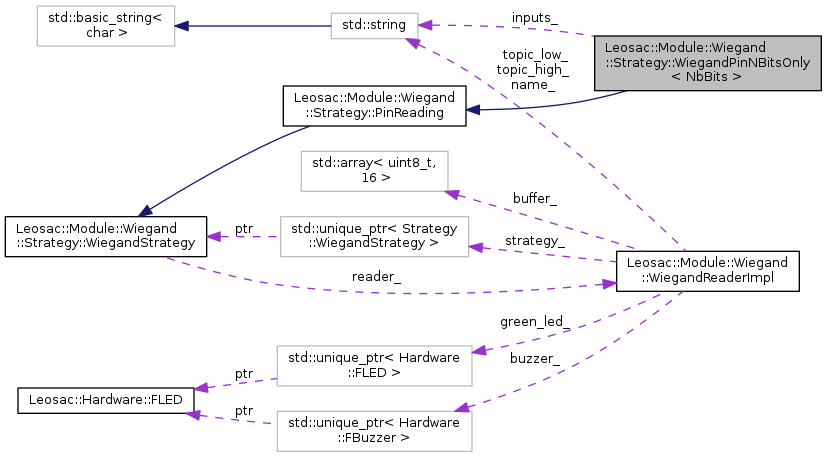 std::basic_string<
char >
std::string
inputs_
Leosac::Module::Wiegand
::Strategy::WiegandPinNBitsOnly
< NbBits >
topic_low_
topic_high_
name_
Leosac::Module::Wiegand
::Strategy::PinReading
std::array< uint8_t,
16 >
buffer_
Leosac::Module::Wiegand
::Strategy::WiegandStrategy
ptr
std::unique_ptr< Strategy
::WiegandStrategy >
strategy_
Leosac::Module::Wiegand
::WiegandReaderImpl
reader_
green_led_
std::unique_ptr< Hardware
::FLED >
buzzer_
ptr
Leosac::Hardware::FLED
ptr
std::unique_ptr< Hardware
::FBuzzer >